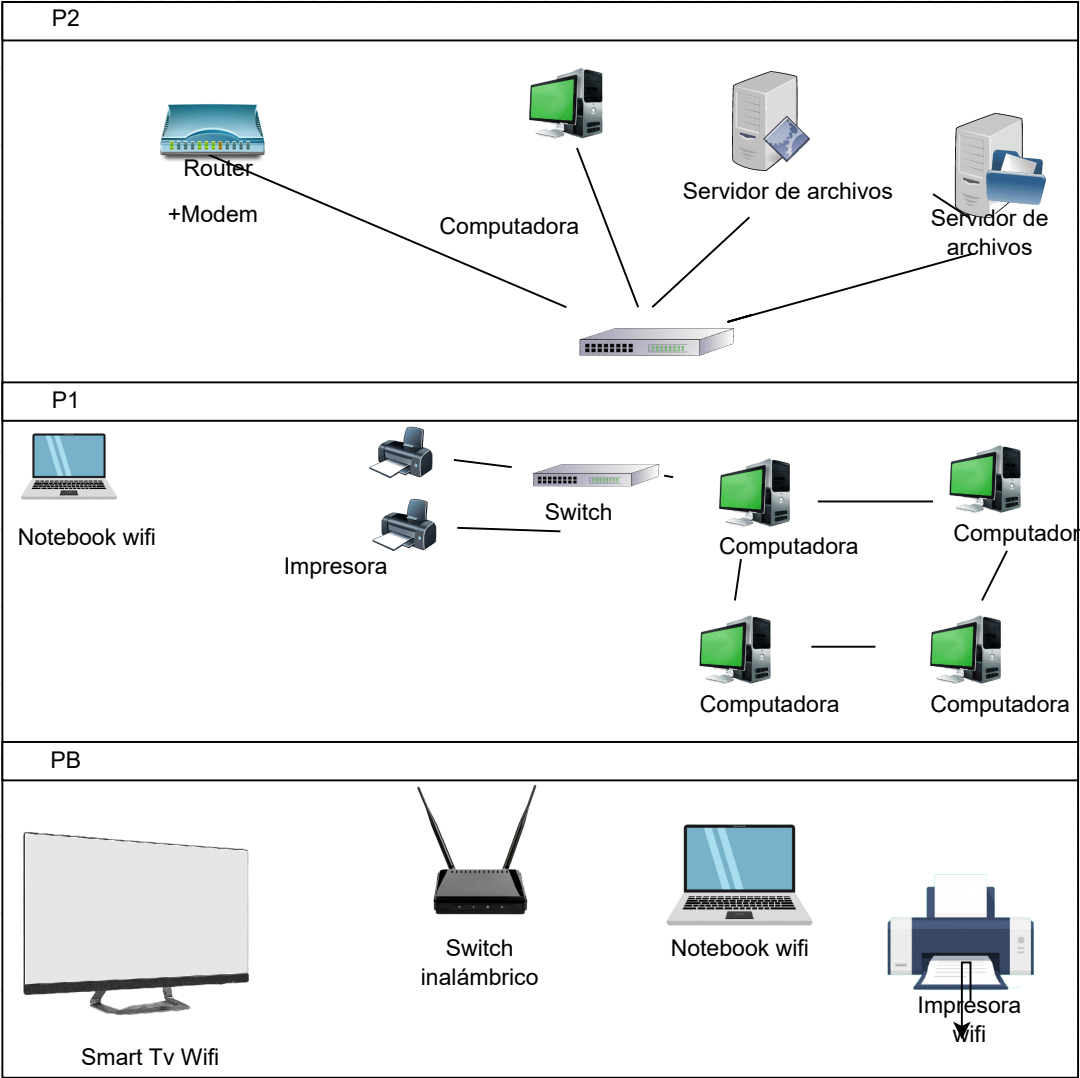 P2
Router
+Modem
Computadora
Servidor de archivos
Servidor de
archivos
P1
Notebook wifi
Impresora
Switch
Computadora
Computador
Computadora
Computadora
PB
Smart Tv Wifi
Switch
inalámbrico
Notebook wifi
Impresora
wifi